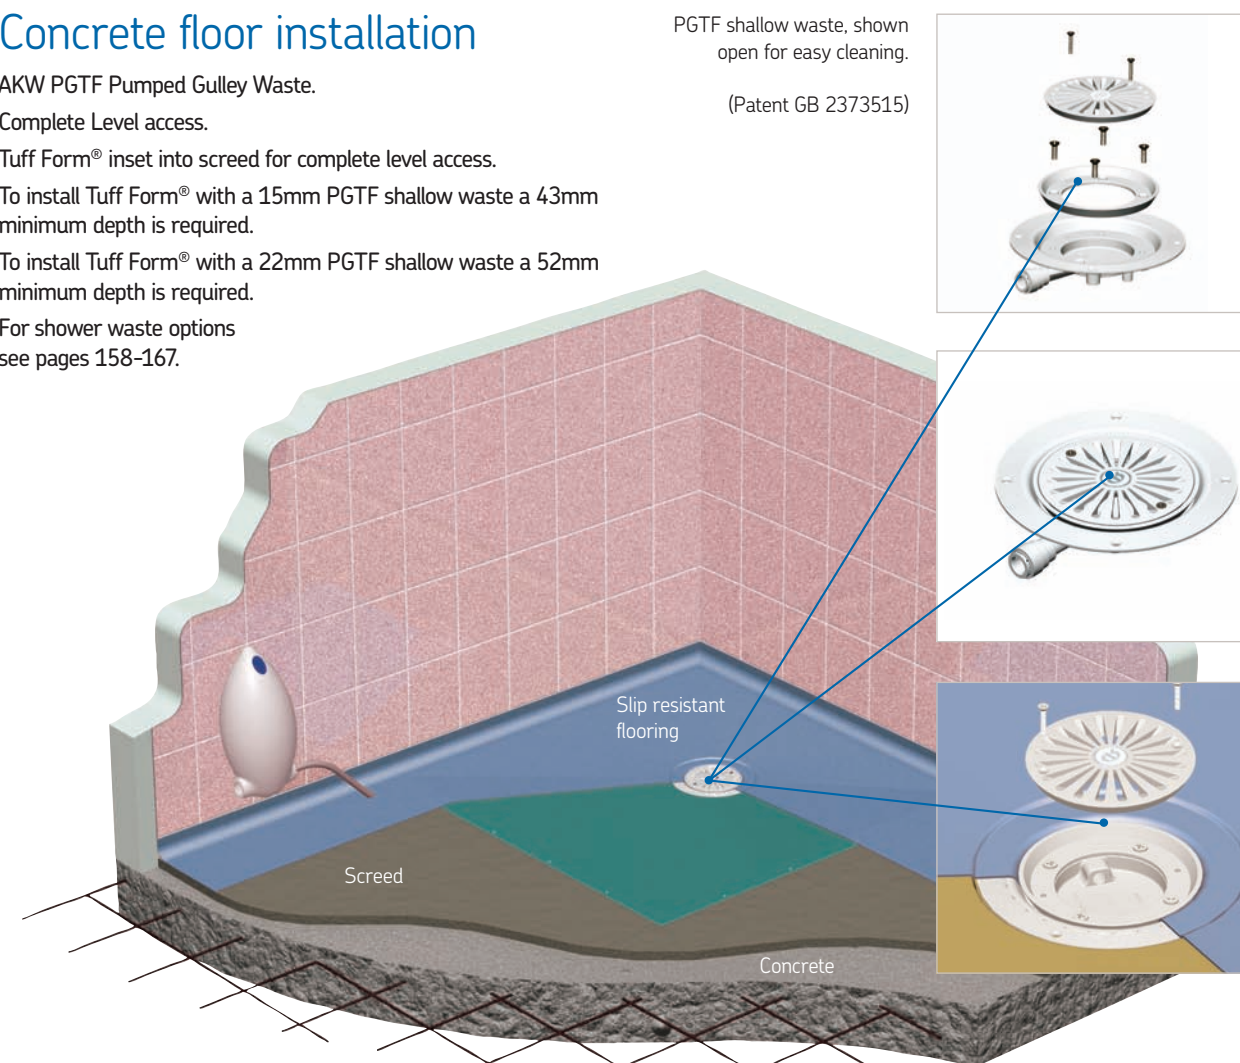 Concrete floor installation
AKW PGTF Pumped Gulley Waste.
Complete Level access.
Tuff Form® inset into screed for complete level access.
To install Tuff Form® with a 15mm PGTF shallow waste a 43mm
minimum depth is required.
To install Tuff Form® with a 22mm PGTF shallow waste a 52mm
minimum depth is required.
For shower waste options
see pages 158–167.
PGTF shallow waste, shown
open for easy cleaning.
(Patent GB 2373515)
Slip resistant
flooring
Screed
Concrete